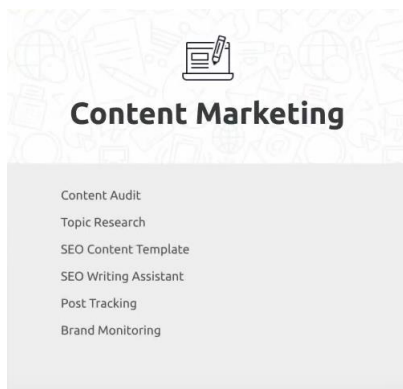 Content Marketing
Content Audit
Topic Research
SEO Content Template
SEO Writing Assistant
Post Tracking
Brand Monitoring